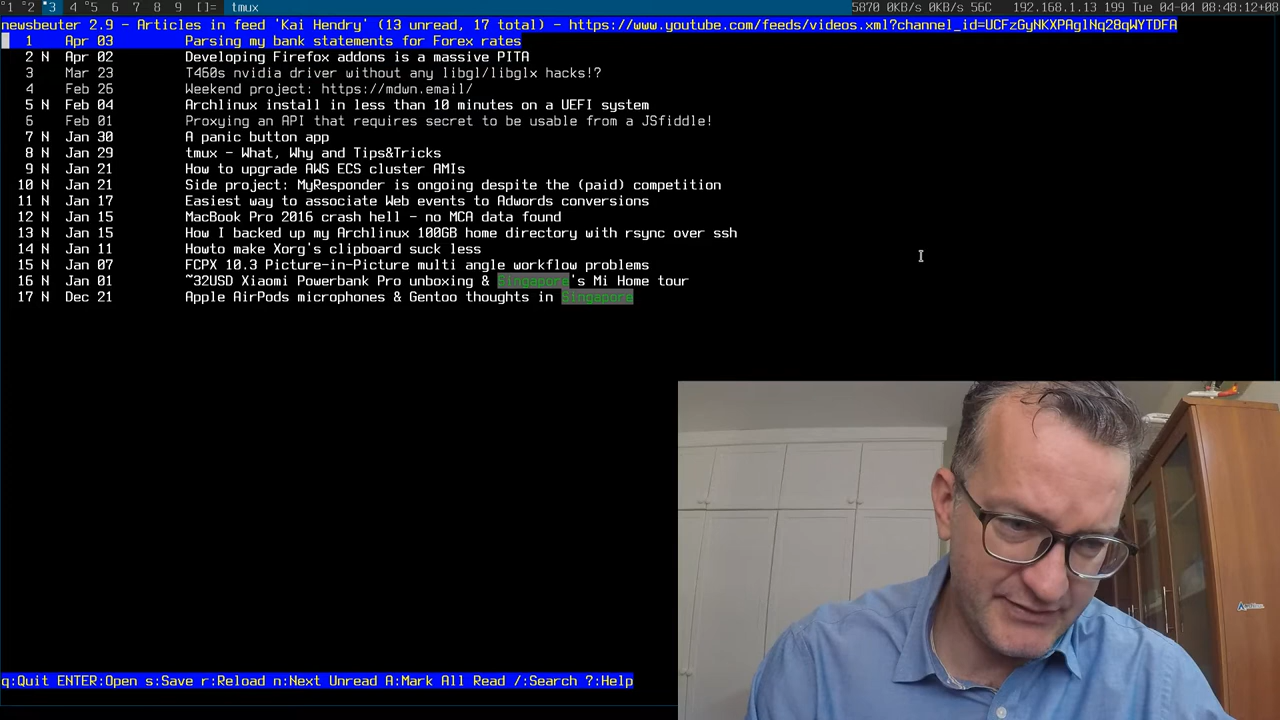 *1 *2 *3 4 *5 6 7 8 9 []= tmux 5870 0KB/s 0KB/s 56C 192.168.1.13 199 Tue 04-04 08:48:12+08
newsbeuter 2.9 - Articles in feed 'Kai Hendry' (13 unread, 17 total) - https://www.youtube.com/feeds/videos.xml?channel_id=UCFzGyNKXPAglNq28qWYTDFA
1 Apr 03 Parsing my bank statements for Forex rates
2 N Apr 02 Developing Firefox addons is a massive PITA
3 Mar 23 T460s nvidia driver without any libgl/libglx hacks!?
4 Feb 26 Weekend project: https://mdwn.email/
5 N Feb 04 Archlinux install in less than 10 minutes on a UEFI system
6 Feb 01 Proxying an API that requires secret to be usable from a JSfiddle!
7 N Jan 30 A panic button app
8 N Jan 29 tmux - What, Why and Tips&Tricks
9 N Jan 21 How to upgrade AWS ECS cluster AMIs
10 N Jan 21 Side project: MyResponder is ongoing despite the (paid) competition
11 N Jan 17 Easiest way to associate Web events to Adwords conversions
12 N Jan 15 MacBook Pro 2016 crash hell - no MCA data found
13 N Jan 15 How I backed up my Archlinux 100GB home directory with rsync over ssh
14 N Jan 11 Howto make Xorg's clipboard suck less
15 N Jan 07 FCPX 10.3 Picture-in-Picture multi angle workflow problems
16 N Jan 01 ~32USD Xiaomi Powerbank Pro unboxing & Singapore's Mi Home tour
17 N Dec 21 Apple AirPods microphones & Gentoo thoughts in Singapore
q:Quit ENTER:Open s:Save r:Reload n:Next Unread A:Mark All Read /:Search ?:Help